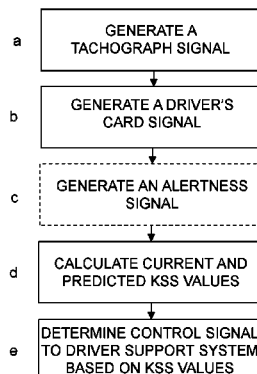 a
GENERATE A
TACHOGRAPH SIGNAL
b
GENERATE A DRIVER'S
CARD SIGNAL
c
GENERATE AN ALERTNESS
SIGNAL
d
CALCULATE CURRENT AND
PREDICTED KSS VALUES
e
DETERMINE CONTROL SIGNAL
TO DRIVER SUPPORT SYSTEM
BASED ON KSS VALUES